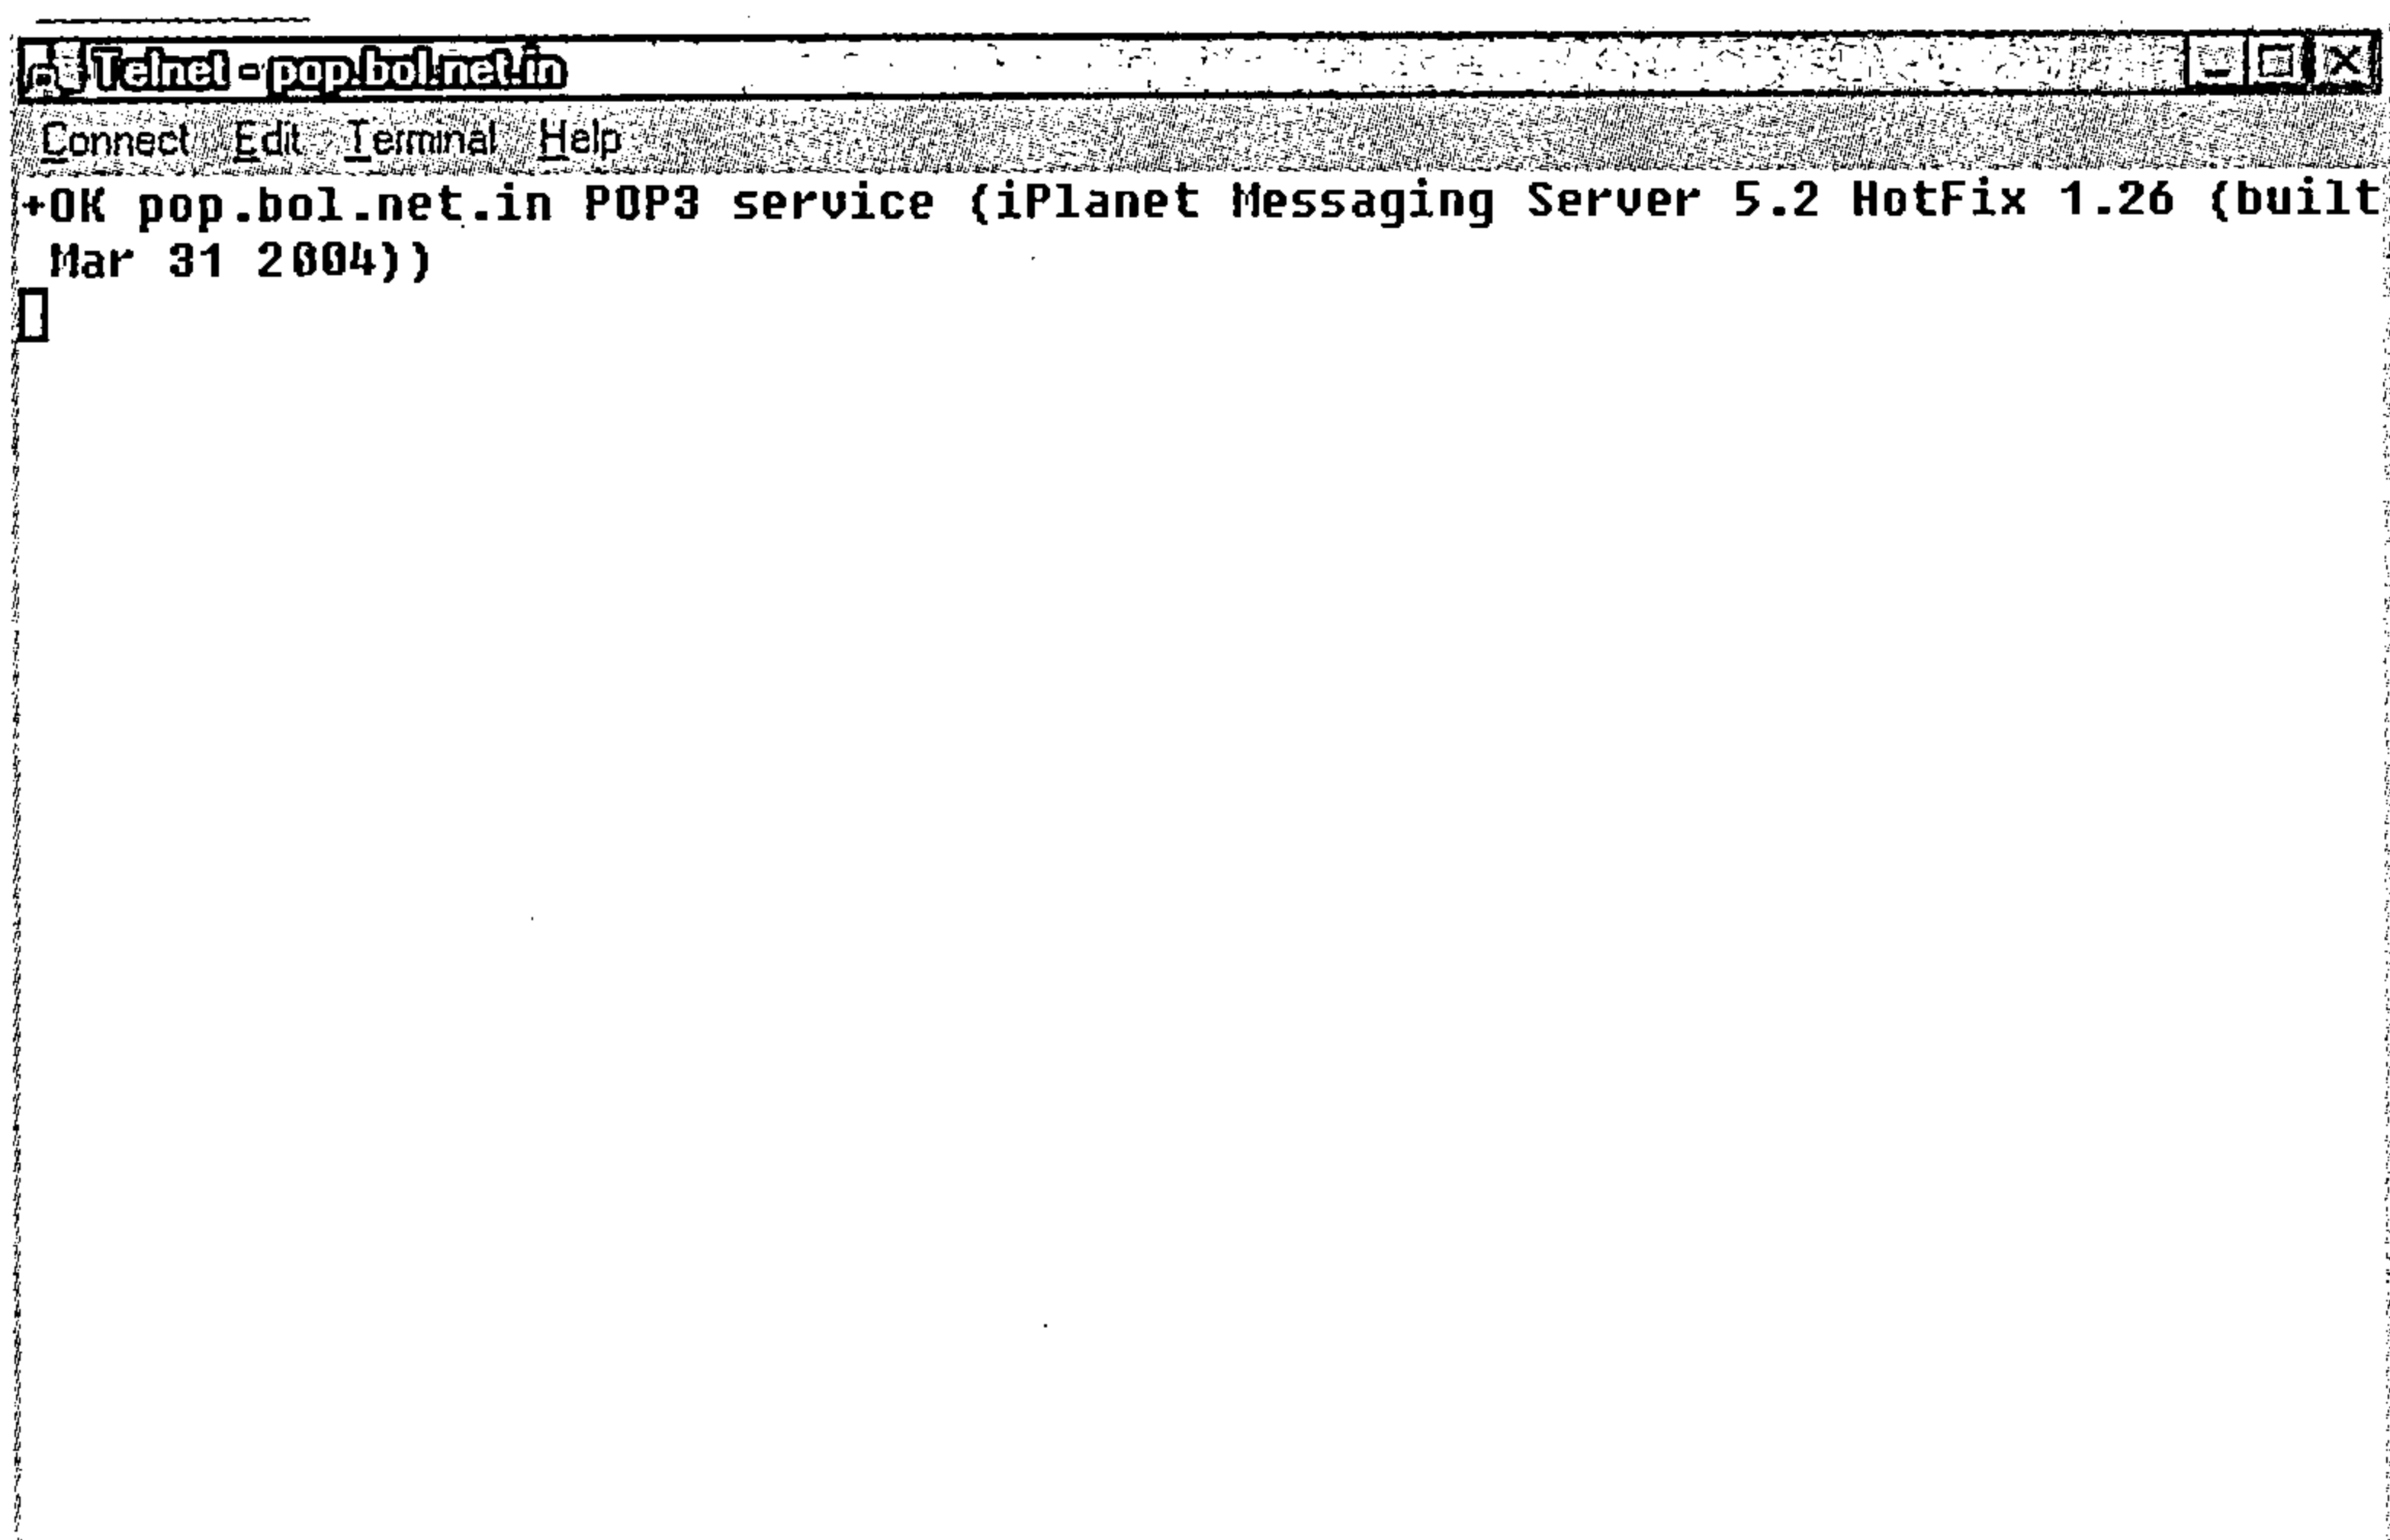 Telnet - pop.bol.net.in
Connect Edit Terminal Help
+OK pop.bol.net.in POP3 service (iPlanet Messaging Server 5.2 HotFix 1.26 (built
Mar 31 2004))